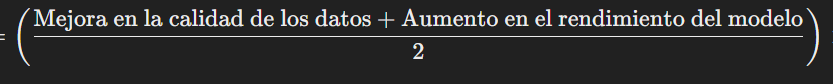 = (Mejora en la calidad de los datos + Aumento en el rendimiento del modelo)
2